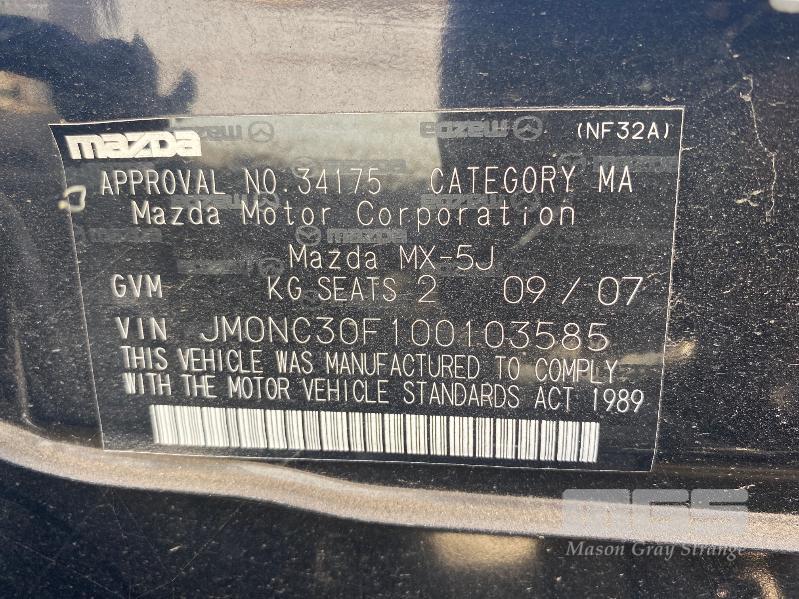 mazda (NF32A)
APPROVAL NO.34175 CATEGORY MA
Mazda Motor Corporation
Mazda MX-5J
GVM KG SEATS 2 09/07
VIN JM0NC30F100103585
THIS VEHICLE WAS MANUFACTURED TO COMPLY
WITH THE MOTOR VEHICLE STANDARDS ACT 1989
MGS
Mason Gray Strange